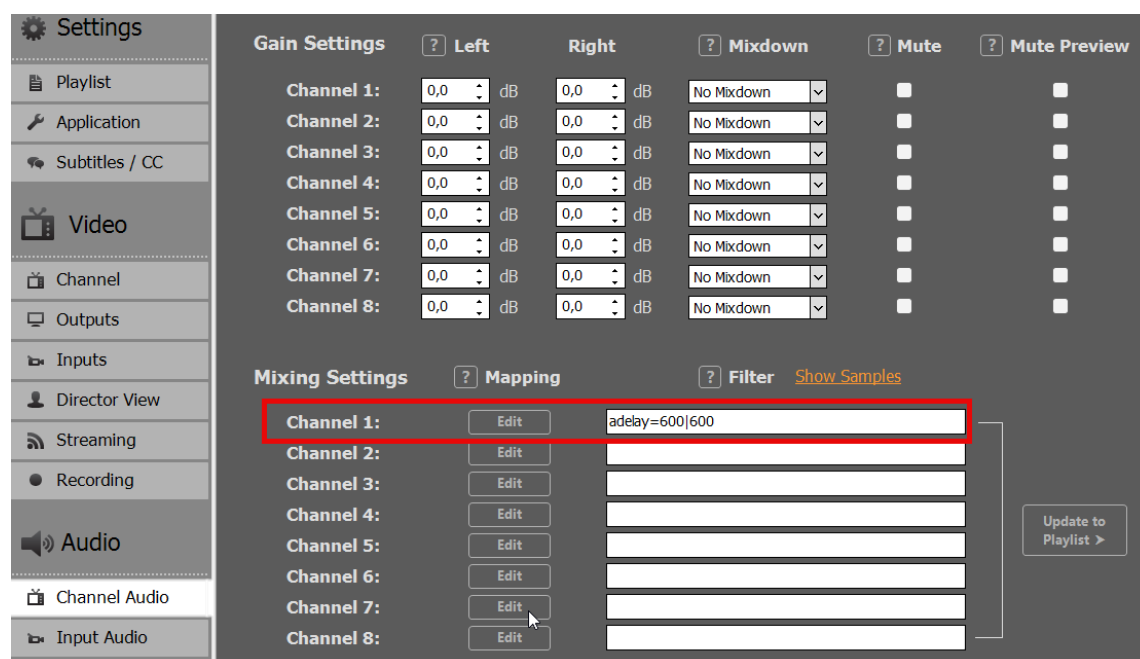 Settings
Playlist
Application
Subtitles / CC
Video
Channel
Outputs
Inputs
Director View
Streaming
Recording
Audio
Channel Audio
Input Audio
Gain Settings ? Left Right ? Mixdown ? Mute ? Mute Preview
Channel 1: 0,0 dB 0,0 dB No Mixdown
Channel 2: 0,0 dB 0,0 dB No Mixdown
Channel 3: 0,0 dB 0,0 dB No Mixdown
Channel 4: 0,0 dB 0,0 dB No Mixdown
Channel 5: 0,0 dB 0,0 dB No Mixdown
Channel 6: 0,0 dB 0,0 dB No Mixdown
Channel 7: 0,0 dB 0,0 dB No Mixdown
Channel 8: 0,0 dB 0,0 dB No Mixdown
Mixing Settings ? Mapping ? Filter Show Samples
Channel 1: Edit adelay=600|600
Channel 2: Edit
Channel 3: Edit
Channel 4: Edit
Channel 5: Edit
Channel 6: Edit
Channel 7: Edit
Channel 8: Edit
Update to
Playlist ➤